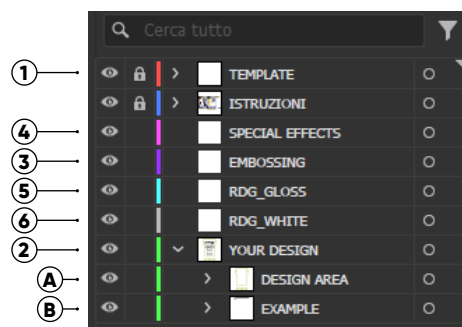 Cerca tutto
1 TEMPLATE
ISTRUZIONI
4 SPECIAL EFFECTS
3 EMBOSSING
5 RDG_GLOSS
6 RDG_WHITE
2 YOUR DESIGN
A DESIGN AREA
B EXAMPLE